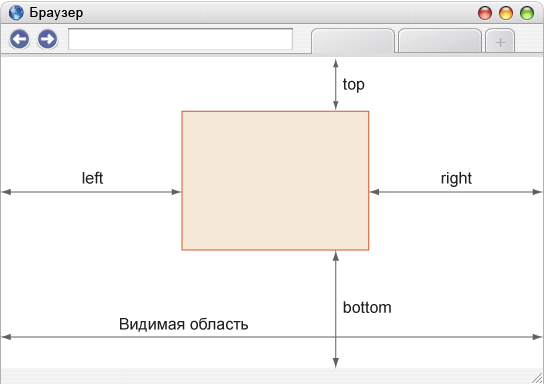 Браузер
top
left
right
bottom
Видимая область